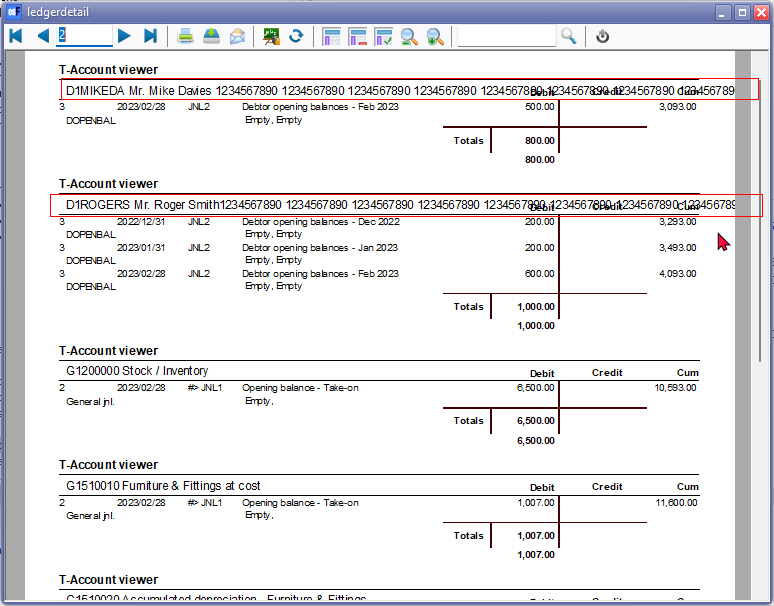 ledgerdetail
2
T-Account viewer
D1MIKEDA Mr. Mike Davies 1234567890 1234567890 1234567890 1234567890 1234567890 1234567890 1234567890 1234567890
Debit Credit Cum
3 2023/02/28 JNL2 Debtor opening balances - Feb 2023 500.00 3,093.00
DOPENBAL Empty, Empty
Totals 800.00
800.00
T-Account viewer
D1ROGERS Mr. Roger Smith1234567890 1234567890 1234567890 1234567890 1234567890 1234567890 1234567890 123456789
Debit Credit Cum
3 2022/12/31 JNL2 Debtor opening balances - Dec 2022 200.00 3,293.00
DOPENBAL Empty, Empty
3 2023/01/31 JNL2 Debtor opening balances - Jan 2023 200.00 3,493.00
DOPENBAL Empty, Empty
3 2023/02/28 JNL2 Debtor opening balances - Feb 2023 600.00 4,093.00
DOPENBAL Empty, Empty
Totals 1,000.00
1,000.00
T-Account viewer
G1200000 Stock / Inventory Debit Credit Cum
2 2023/02/28 #> JNL1 Opening balance - Take-on 6,500.00 10,593.00
General jnl. Empty,
Totals 6,500.00
6,500.00
T-Account viewer
G1510010 Furniture & Fittings at cost Debit Credit Cum
2 2023/02/28 #> JNL1 Opening balance - Take-on 1,007.00 11,600.00
General jnl. Empty,
Totals 1,007.00
1,007.00
T-Account viewer
G1510020 Accumulated depreciation - Furniture & Fittings Debit Credit Cum